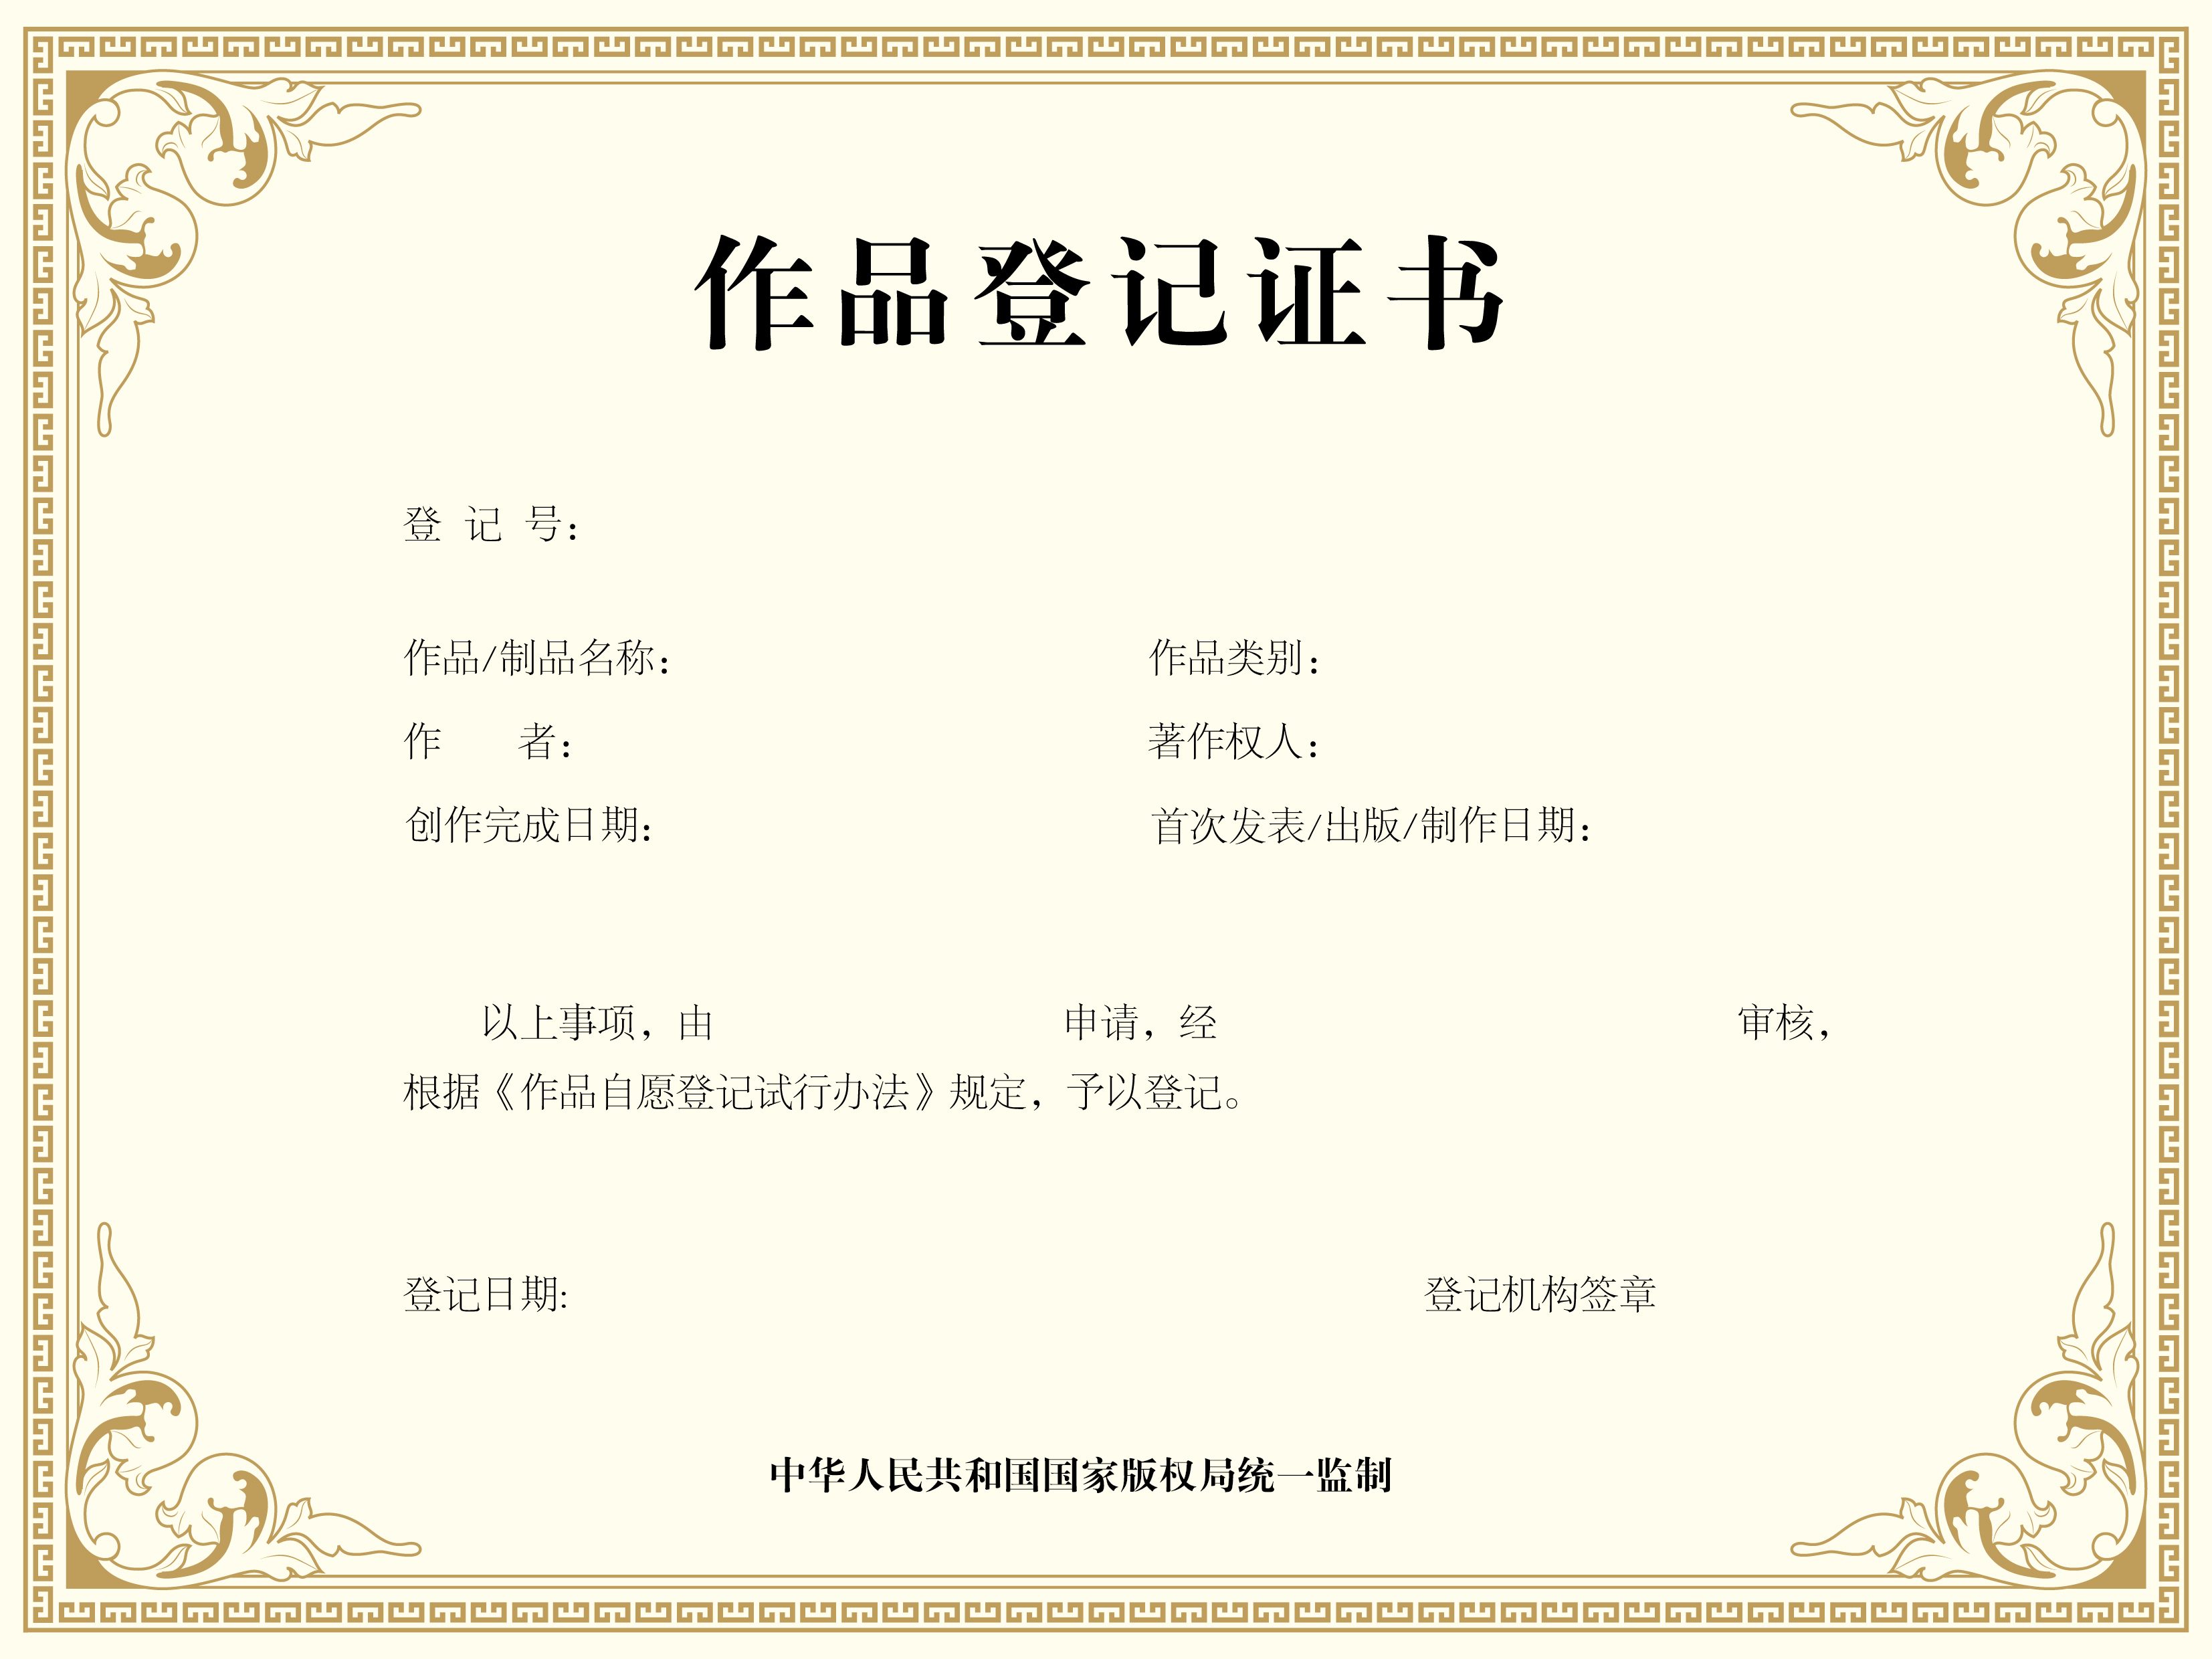 作品登记证书
登 记 号：
作品/制品名称： 作品类别：
作 者： 著作权人：
创作完成日期： 首次发表/出版/制作日期：
以上事项，由 申请，经 审核，
根据《作品自愿登记试行办法》规定，予以登记。
登记日期: 登记机构签章
中华人民共和国国家版权局统一监制